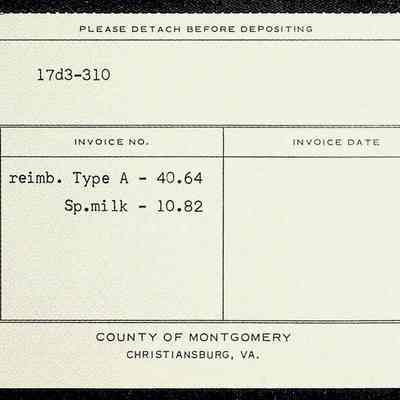 PLEASE DETACH BEFORE DEPOSITING
17d3-310
INVOICE NO.
INVOICE DATE
reimb. Type A - 40.64
Sp.milk - 10.82
COUNTY OF MONTGOMERY
CHRISTIANSBURG, VA.